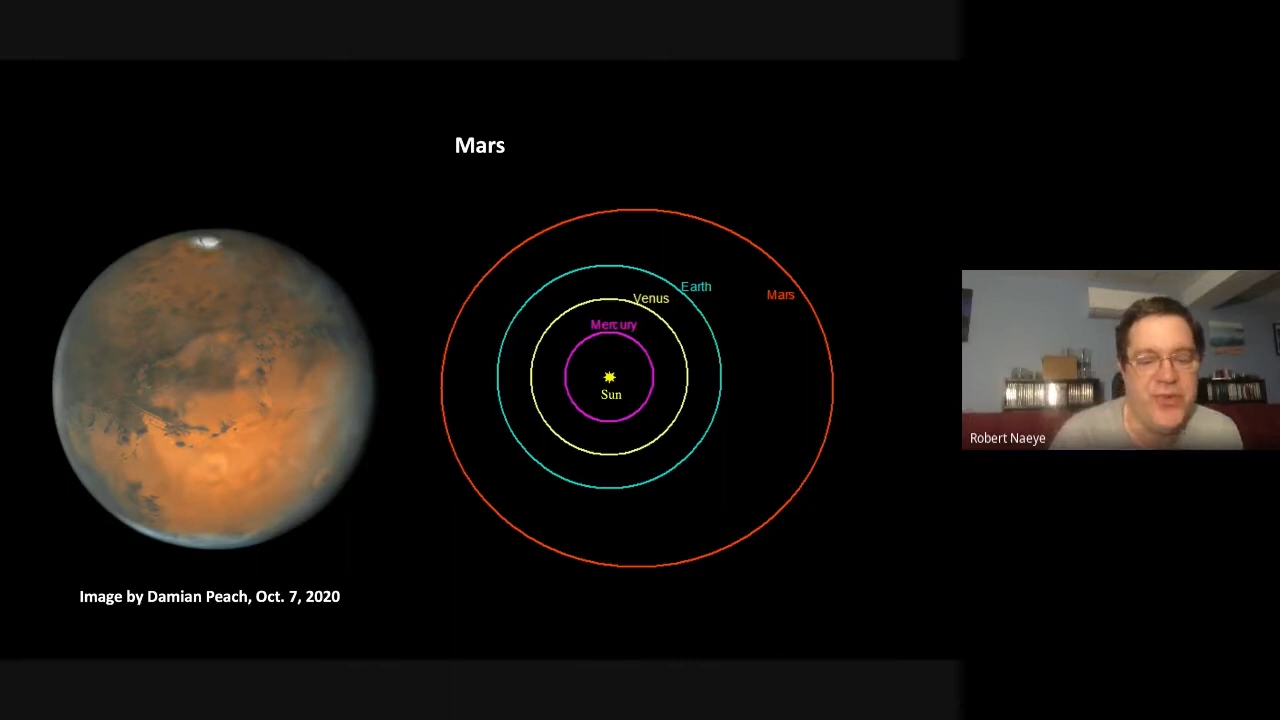 Mars
Earth
Mars
Venus
Mercury
Sun
Robert Naeye
Image by Damian Peach, Oct. 7, 2020